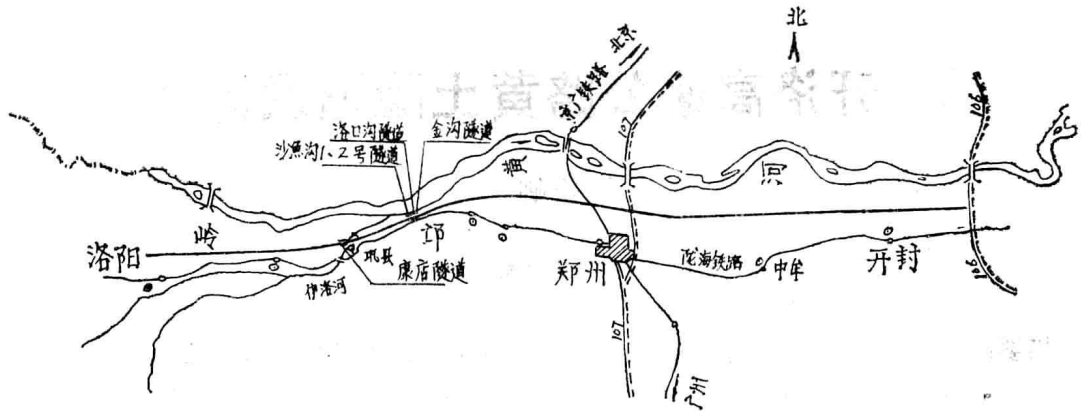 北
北京
京广铁路
107
106
洛口沟隧道
金沟隧道
沙鱼沟1、2号隧道
黄
河
岭
邙
洛阳
巩县
康店隧道
伊洛河
郑州
陇海铁路
中牟
开封
106
107
广州